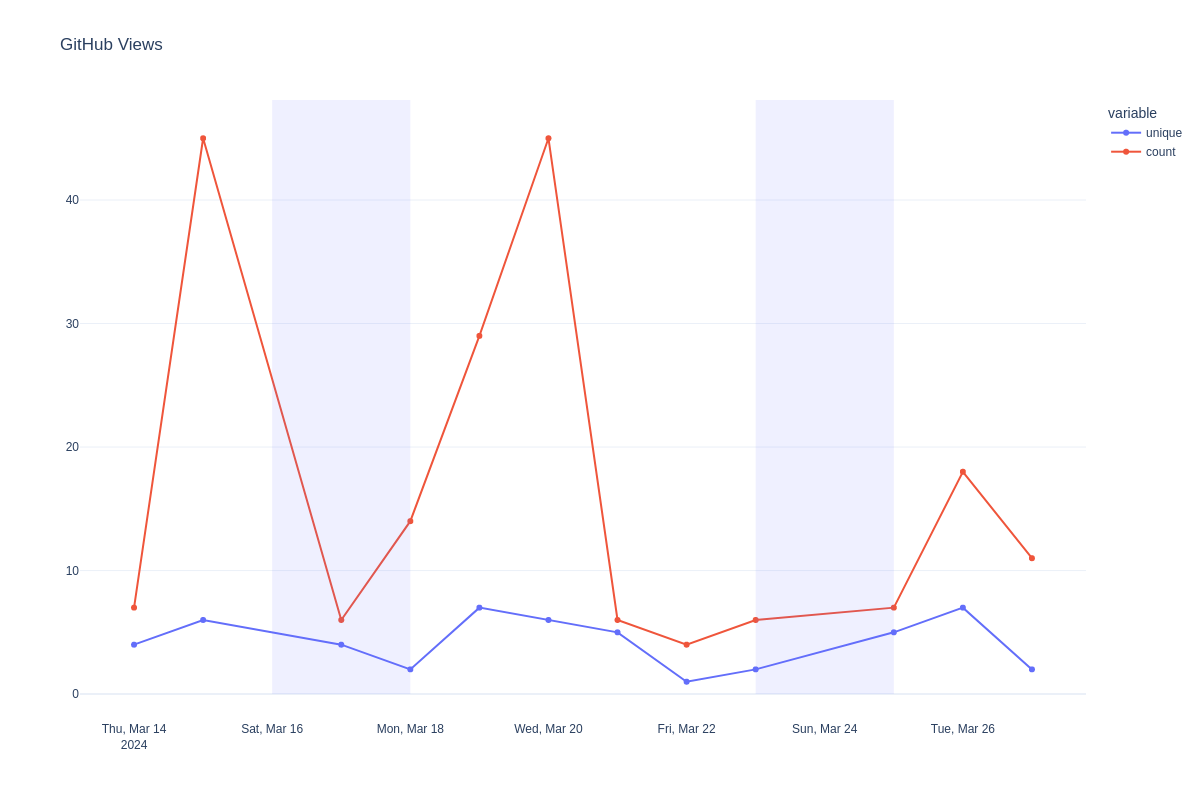 GitHub Views
variable
unique
count
40
30
20
10
0
Thu, Mar 14
2024
Sat, Mar 16
Mon, Mar 18
Wed, Mar 20
Fri, Mar 22
Sun, Mar 24
Tue, Mar 26